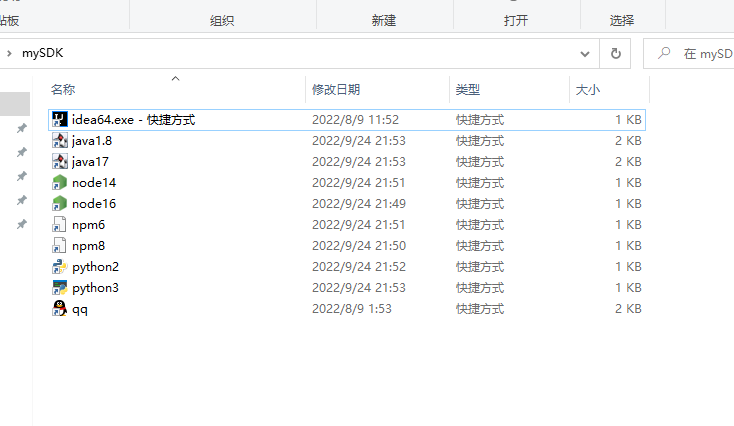 贴板 组织 新建 打开 选择
mySDK 在 mySD
名称 修改日期 类型 大小
idea64.exe - 快捷方式 2022/8/9 11:52 快捷方式 1 KB
java1.8 2022/9/24 21:53 快捷方式 2 KB
java17 2022/9/24 21:53 快捷方式 2 KB
node14 2022/9/24 21:51 快捷方式 1 KB
node16 2022/9/24 21:49 快捷方式 1 KB
npm6 2022/9/24 21:51 快捷方式 1 KB
npm8 2022/9/24 21:50 快捷方式 1 KB
python2 2022/9/24 21:52 快捷方式 1 KB
python3 2022/9/24 21:53 快捷方式 1 KB
qq 2022/8/9 1:53 快捷方式 2 KB